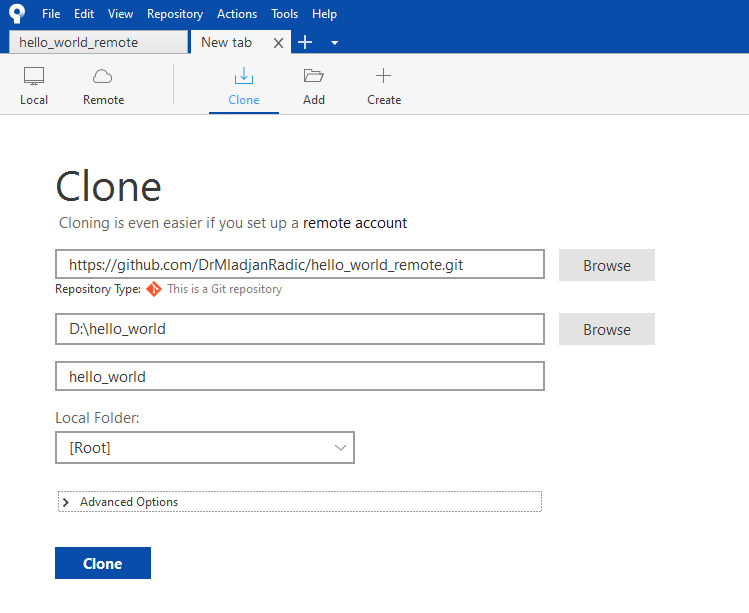 File Edit View Repository Actions Tools Help
hello_world_remote New tab
Local Remote Clone Add Create
Clone
Cloning is even easier if you set up a remote account
https://github.com/DrMladjanRadic/hello_world_remote.git Browse
Repository Type: This is a Git repository
D:\hello_world Browse
hello_world
Local Folder:
[Root]
Advanced Options
Clone